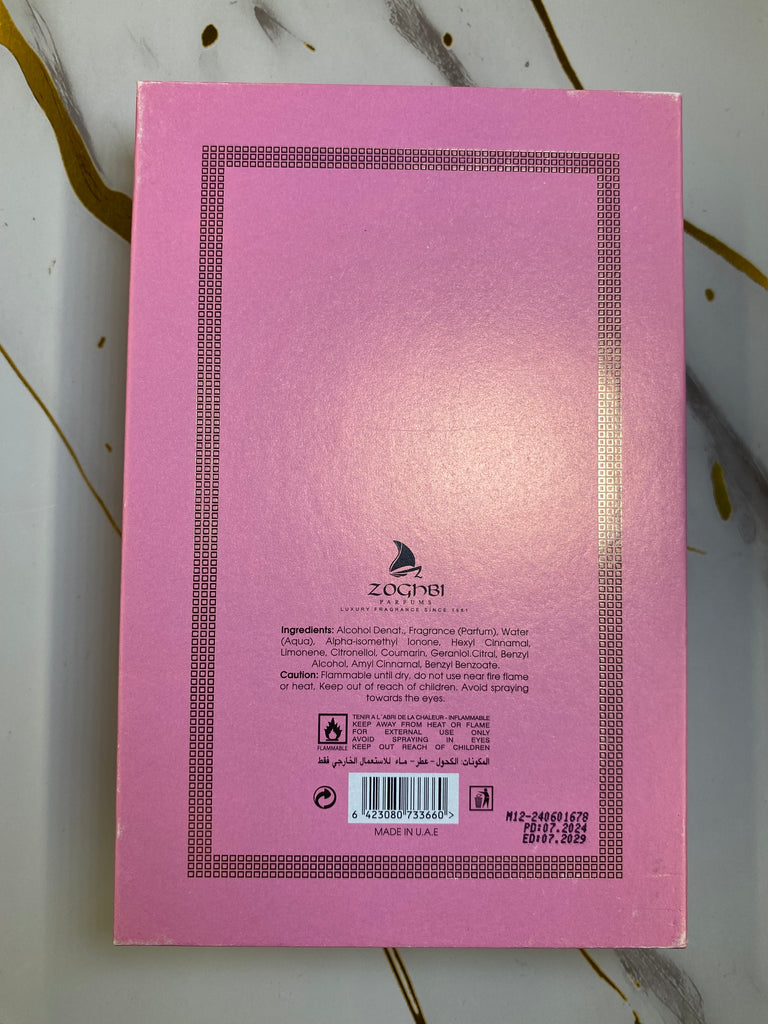 ZOGHBI
PARFUMS
LUXURY FRAGRANCE SINCE 1881
Ingredients: Alcohol Denat., Fragrance (Parfum), Water
(Aqua), Alpha-isomethyl Ionone, Hexyl Cinnamal,
Limonene, Citronellol, Coumarin, Geraniol.Citral, Benzyl
Alcohol, Amyl Cinnamal, Benzyl Benzoate.
Caution: Flammable until dry, do not use near fire flame
or heat, Keep out of reach of children. Avoid spraying
towards the eyes.
TENIR A L´ABRI DE LA CHALEUR - INFLAMMABLE
KEEP AWAY FROM HEAT OR FLAME
FOR EXTERNAL USE ONLY
AVOID SPRAYING IN EYES
KEEP OUT REACH OF CHILDREN
FLAMMABLE
المكونات: الكحول - عطر - ماء للاستعمال الخارجي فقط
6 423080 733660 >
MADE IN U.A.E
M12-240601678
PD:07.2024
ED:07.2029